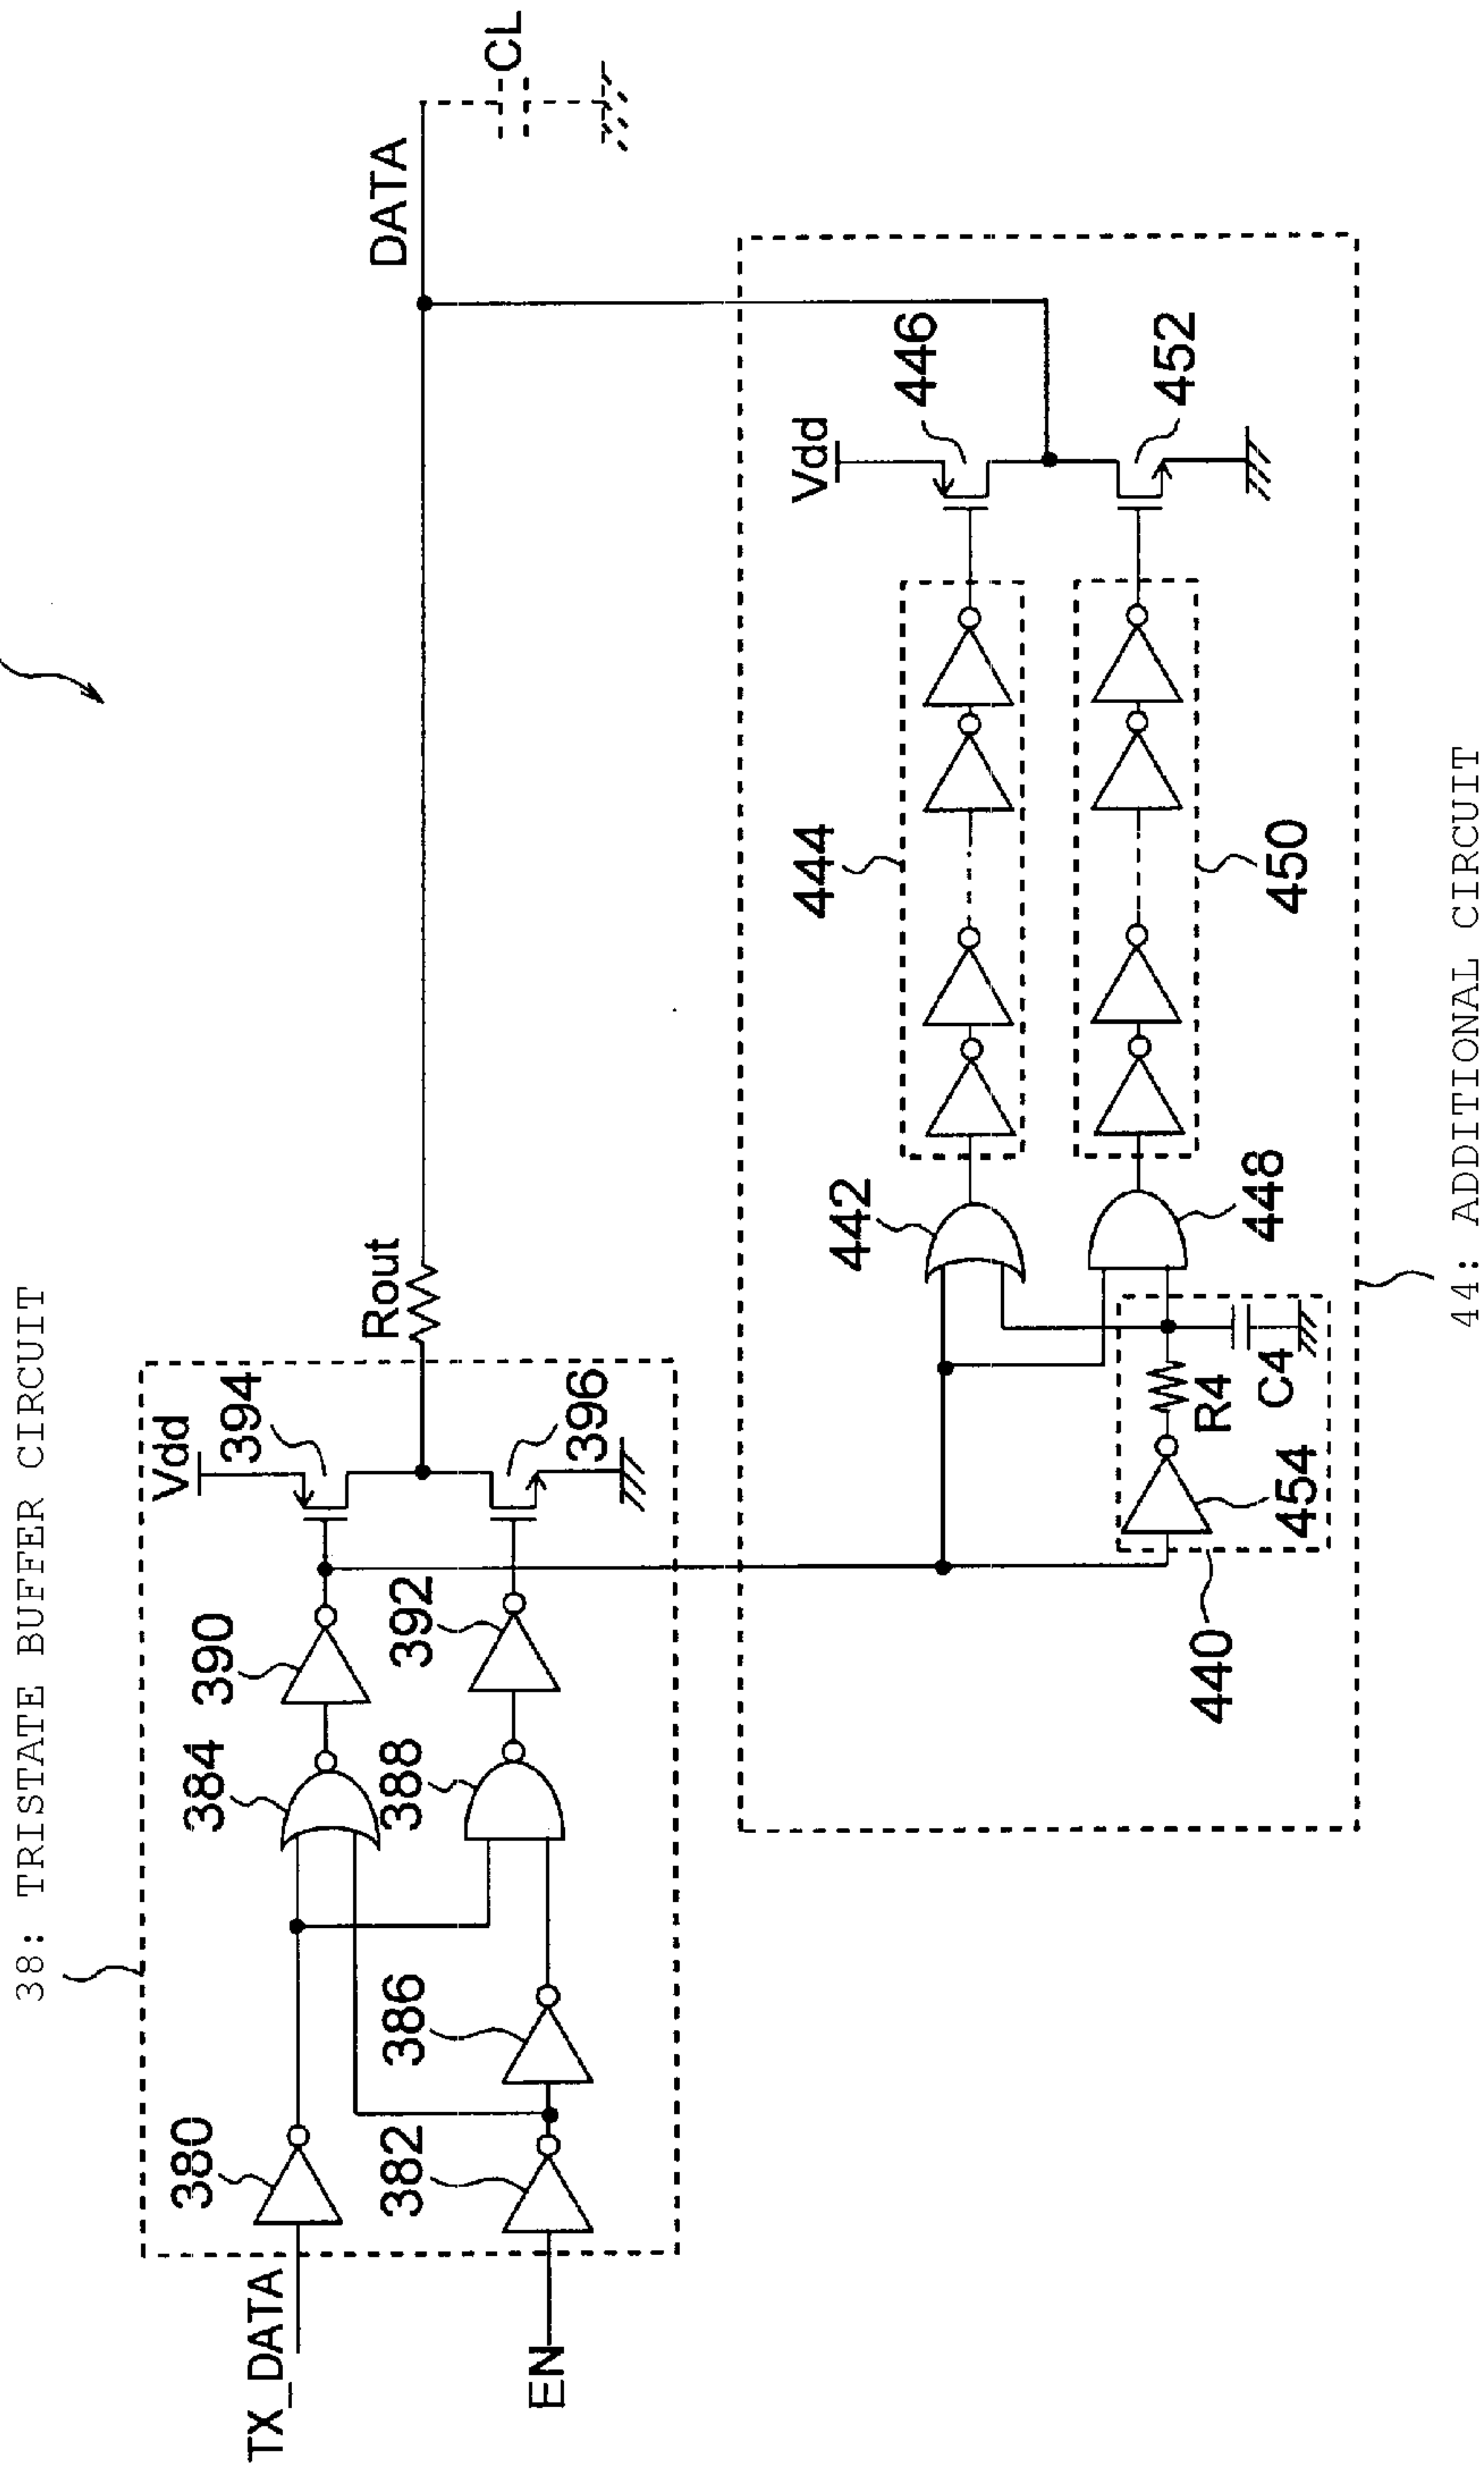 38: TRISTATE BUFFER CIRCUIT
TX_DATA
EN
380
382
384
386
388
390
392
Vdd
394
396
Rout
DATA
CL
440
454
R4
C4
442
448
444
450
Vdd
446
452
44: ADDITIONAL CIRCUIT